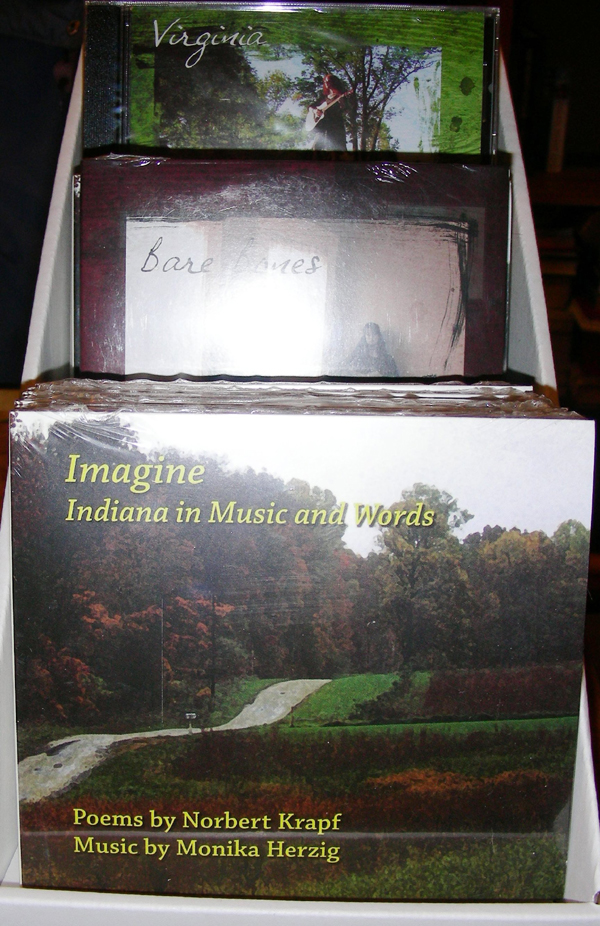 Virginia
Bare Bones
Imagine
Indiana in Music and Words
Poems by Norbert Krapf
Music by Monika Herzig